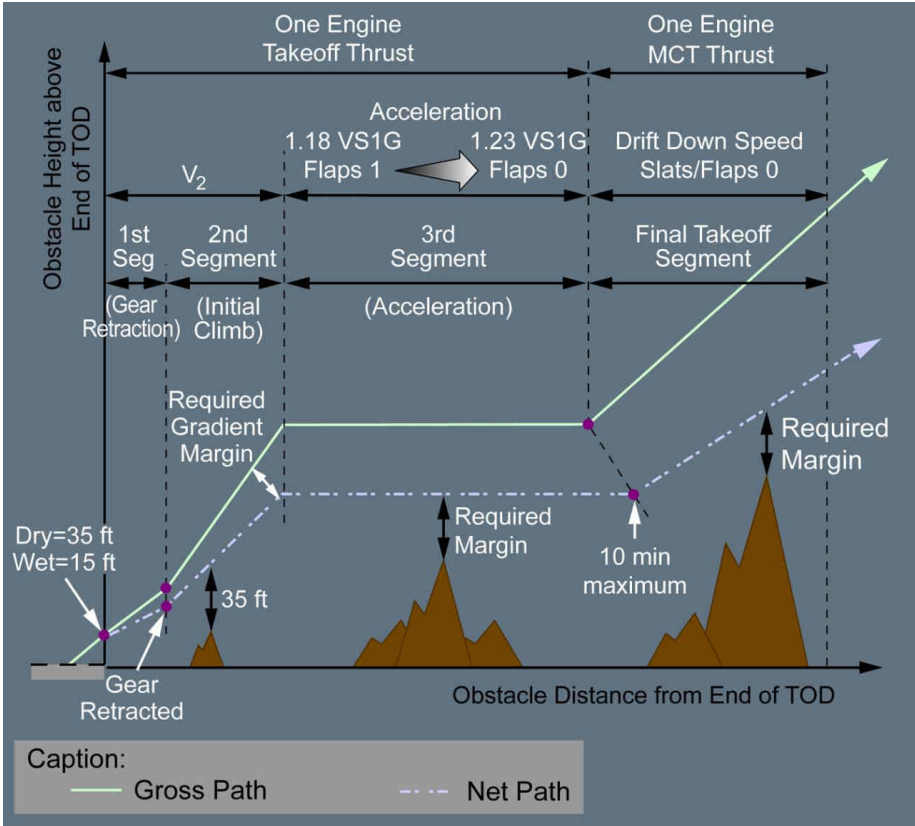 One Engine
Takeoff Thrust
One Engine
MCT Thrust
Obstacle Height above
End of TOD
Acceleration
1.18 VS1G
Flaps 1
1.23 VS1G
Flaps 0
Drift Down Speed
Slats/Flaps 0
V2
1st
Seg
2nd
Segment
3rd
Segment
Final Takeoff
Segment
(Gear
Retraction)
(Initial
Climb)
(Acceleration)
Required
Gradient
Margin
Required
Margin
Required
Margin
Dry=35 ft
Wet=15 ft
35 ft
10 min
maximum
Gear
Retracted
Obstacle Distance from End of TOD
Caption:
Gross Path
Net Path